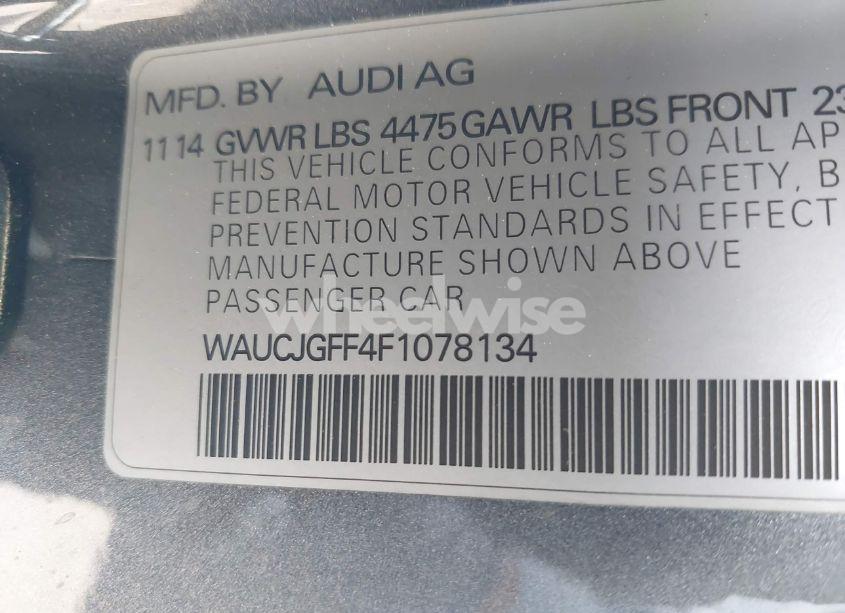 MFD. BY AUDI AG
11 14 GVWR LBS 4475 GAWR LBS FRONT 23
THIS VEHICLE CONFORMS TO ALL AP
FEDERAL MOTOR VEHICLE SAFETY, B
PREVENTION STANDARDS IN EFFECT
MANUFACTURE SHOWN ABOVE
PASSENGER CAR
wheelwise
WAUCJGFF4F1078134